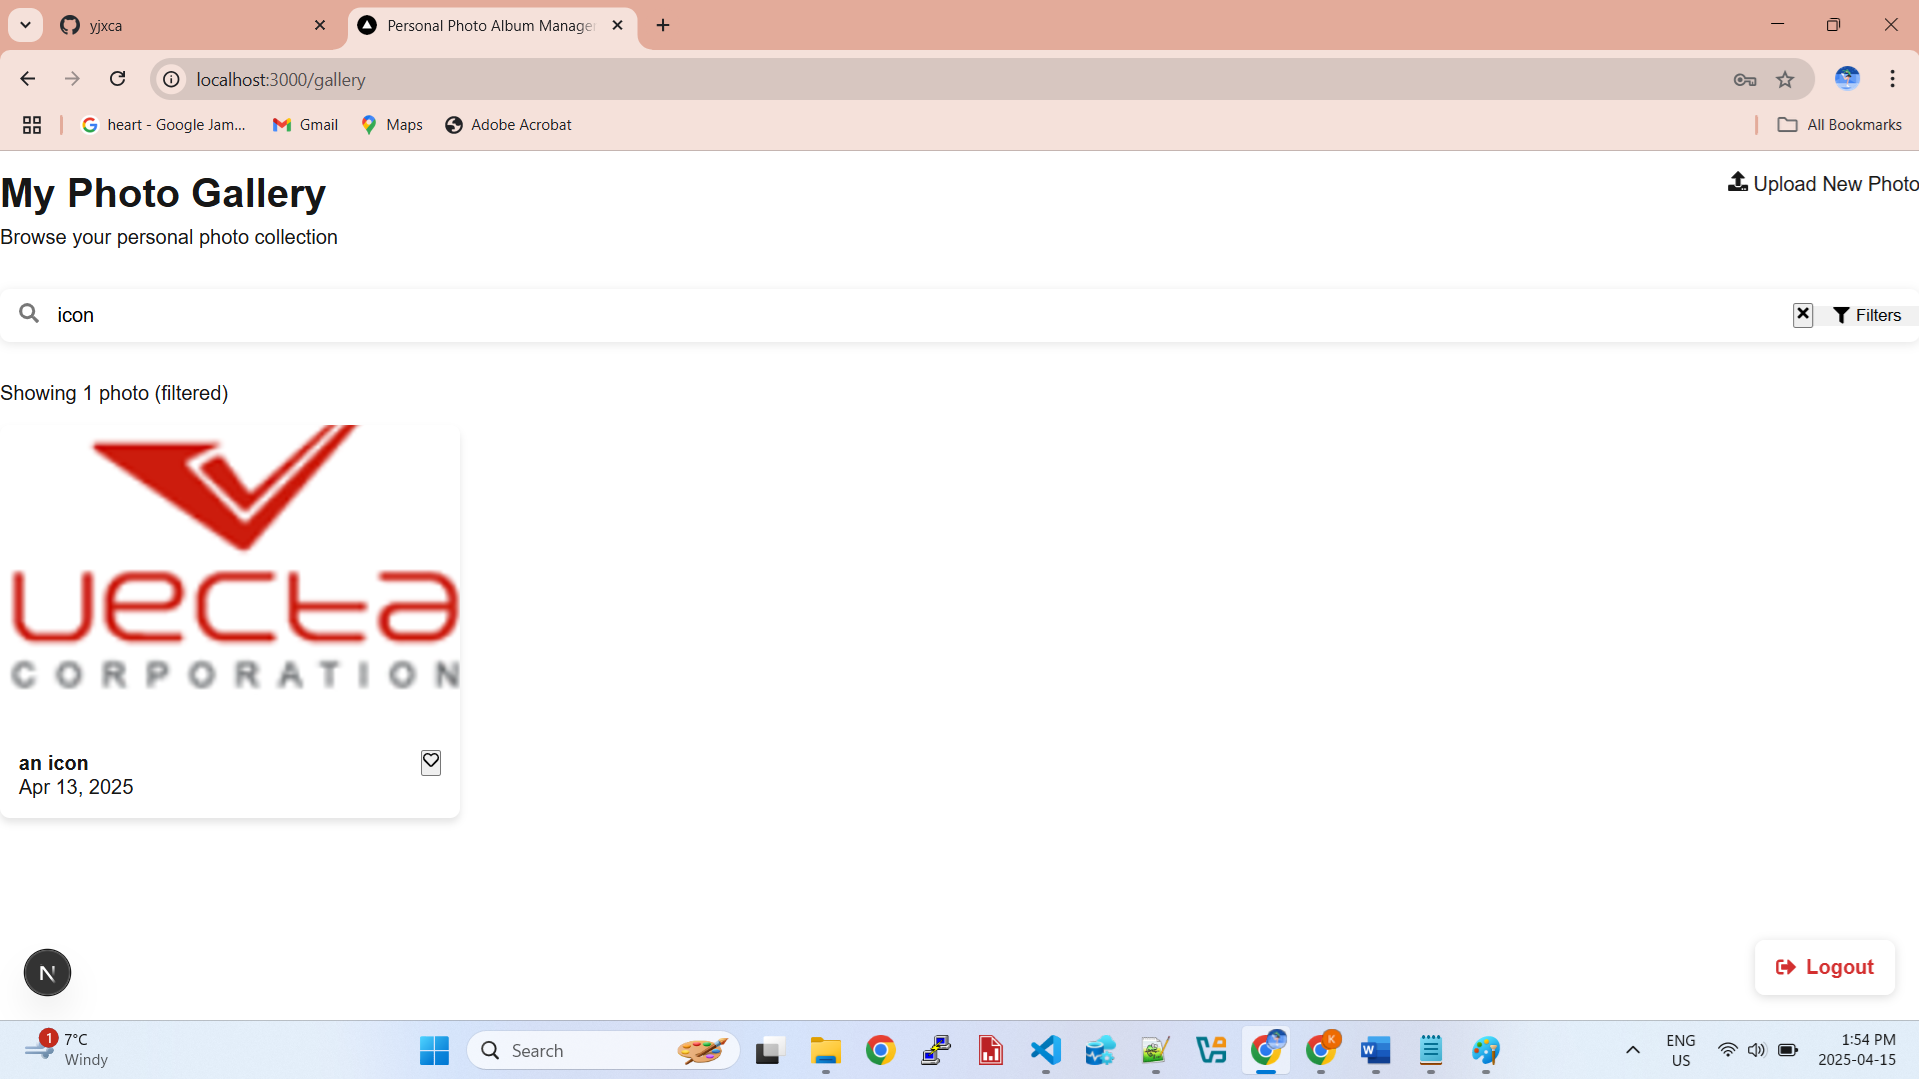 yjxca
Personal Photo Album Manager
localhost:3000/gallery
heart - Google Jam...
Gmail
Maps
Adobe Acrobat
All Bookmarks
My Photo Gallery
Upload New Photo
Browse your personal photo collection
icon
Filters
Showing 1 photo (filtered)
vecta
CORPORATION
an icon
Apr 13, 2025
N
Logout
1
7°C
Windy
Search
K
W
ENG
US
1:54 PM
2025-04-15